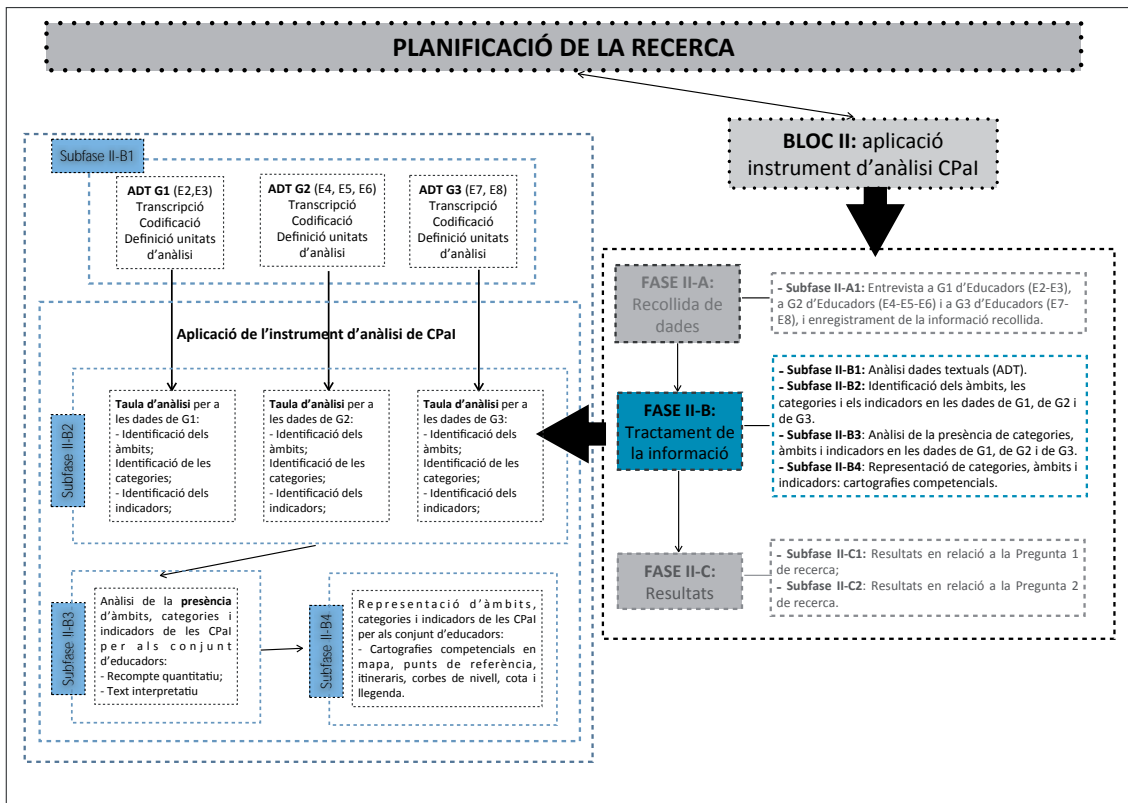 PLANIFICACIÓ DE LA RECERCA
BLOC II: aplicació
instrument d'anàlisi CPaI
Subfase II-B1
ADT G1 (E2,E3)
Transcripció
Codificació
Definició unitats
d'anàlisi
ADT G2 (E4, E5, E6)
Transcripció
Codificació
Definició unitats
d'anàlisi
ADT G3 (E7, E8)
Transcripció
Codificació
Definició unitats
d'anàlisi
Aplicació de l'instrument d'anàlisi de CPaI
Subfase II-B2
Taula d'anàlisi per a
les dades de G1:
- Identificació dels
àmbits;
Identificació de les
categories;
- Identificació dels
indicadors;
Taula d'anàlisi per a
les dades de G2:
- Identificació dels
àmbits;
Identificació de les
categories;
- Identificació dels
indicadors;
Taula d'anàlisi per a
les dades de G3:
- Identificació dels
àmbits;
Identificació de les
categories;
- Identificació dels
indicadors;
Subfase II-B3
Anàlisi de la presència
d'àmbits, categories i
indicadors de les CPaI
per als conjunt
d'educadors:
- Recompte quantitatiu;
- Text interpretatiu
Subfase II-B4
Representació d'àmbits,
categories i indicadors de les CPaI
per als conjunt d'educadors:
- Cartografies competencials en
mapa, punts de referència,
itineraris, corbes de nivell, cota i
llegenda.
FASE II-A:
Recollida de
dades
- Subfase II-A1: Entrevista a G1 d'Educadors (E2-E3),
a G2 d'Educadors (E4-E5-E6) i a G3 d'Educadors (E7-
E8), i enregistrament de la informació recollida.
FASE II-B:
Tractament de
la informació
- Subfase II-B1: Anàlisi dades textuals (ADT).
- Subfase II-B2: Identificació dels àmbits, les
categories i els indicadors en les dades de G1, de G2 i
de G3.
- Subfase II-B3: Anàlisi de la presència de categories,
àmbits i indicadors en les dades de G1, de G2 i de G3.
- Subfase II-B4: Representació de categories, àmbits i
indicadors: cartografies competencials.
FASE II-C:
Resultats
- Subfase II-C1: Resultats en relació a la Pregunta 1
de recerca;
- Subfase II-C2: Resultats en relació a la Pregunta 2
de recerca.